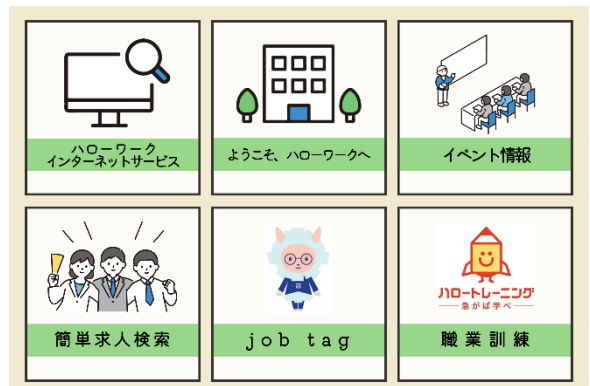 ハローワーク
インターネットサービス
ようこそ、ハローワークへ
イベント情報
簡単求人検索
job tag
ハロートレーニング
急がば学べ
職業訓練